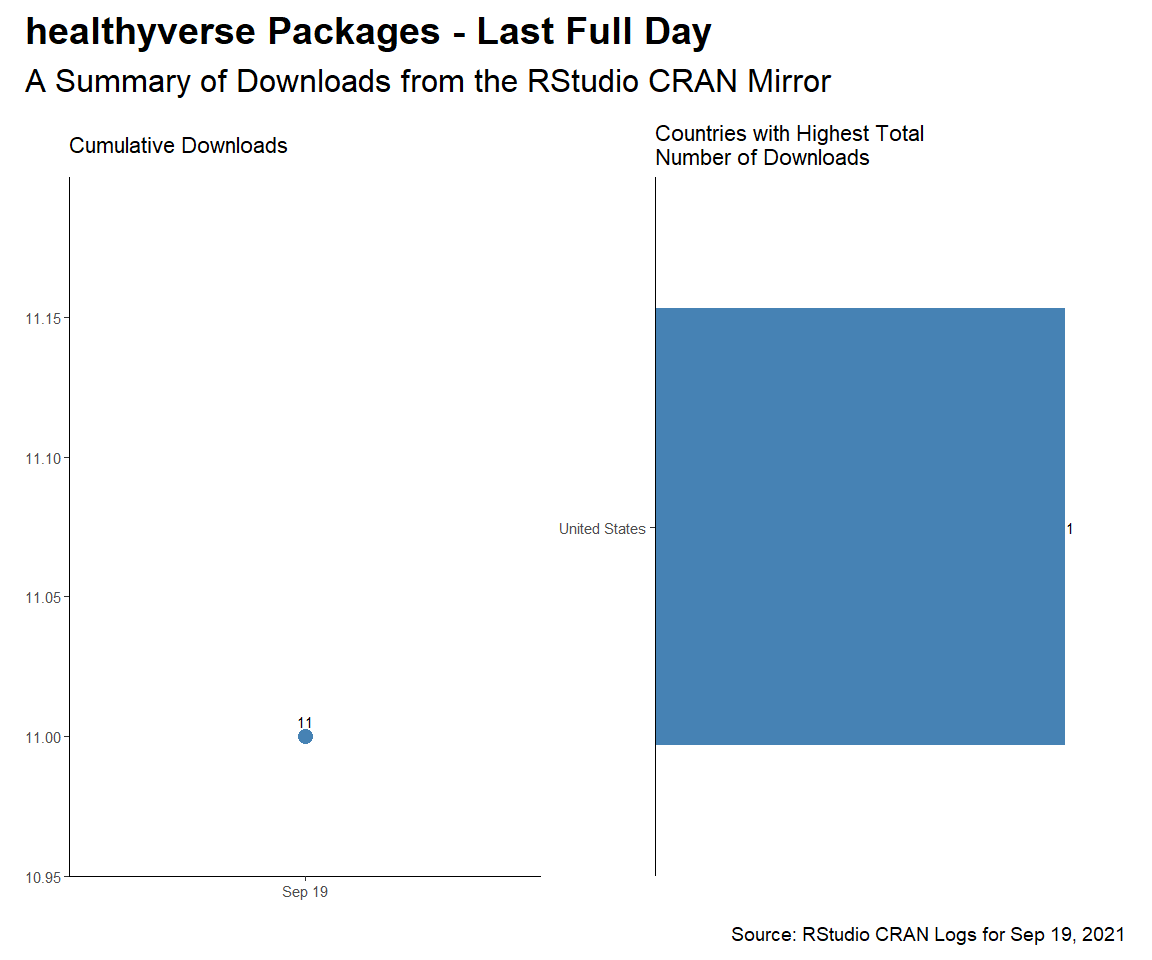 healthyverse Packages - Last Full Day
A Summary of Downloads from the RStudio CRAN Mirror
Cumulative Downloads
11.15
11.10
11.05
11.00
10.95
11
Sep 19
Countries with Highest Total
Number of Downloads
United States
1
Source: RStudio CRAN Logs for Sep 19, 2021